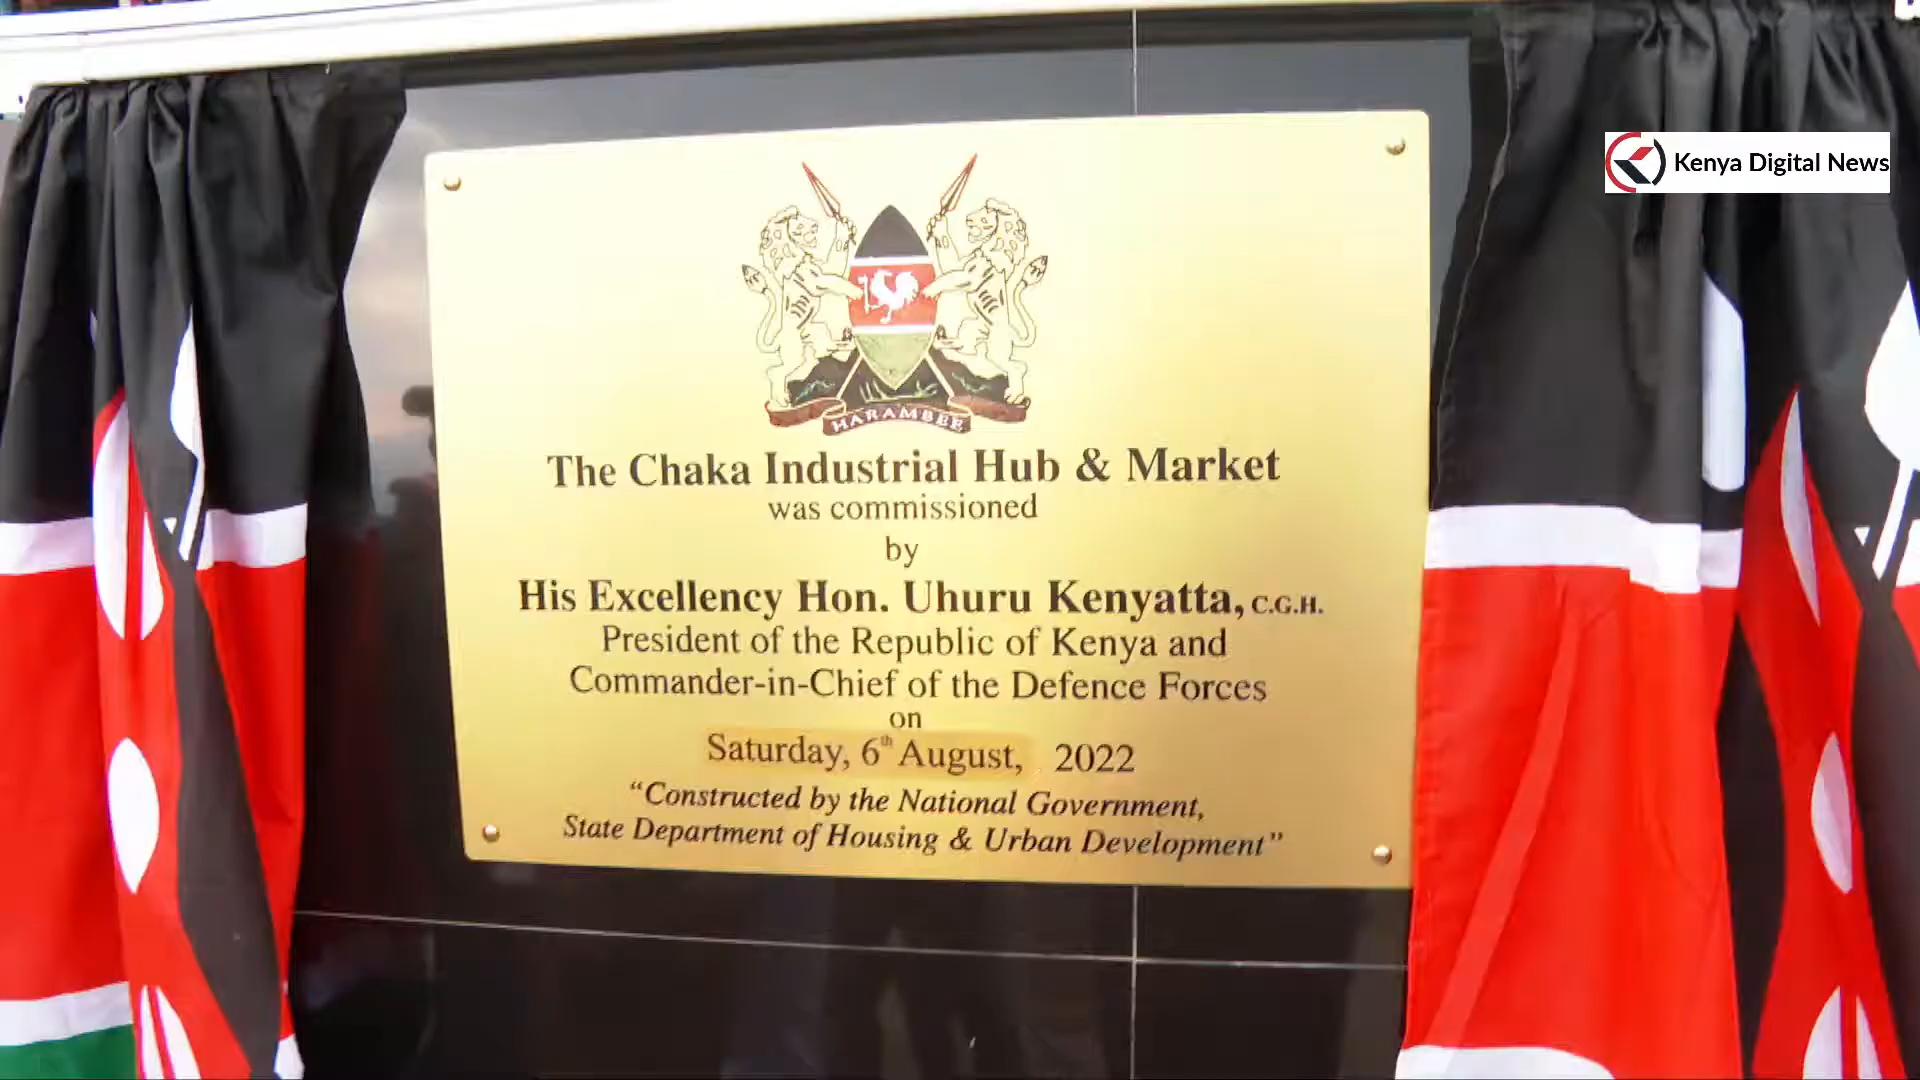 Kenya Digital News
HARAMBEE
The Chaka Industrial Hub & Market
was commissioned
by
His Excellency Hon. Uhuru Kenyatta, C.G.H.
President of the Republic of Kenya and
Commander-in-Chief of the Defence Forces
on
Saturday, 6th August, 2022
“Constructed by the National Government,
State Department of Housing & Urban Development”